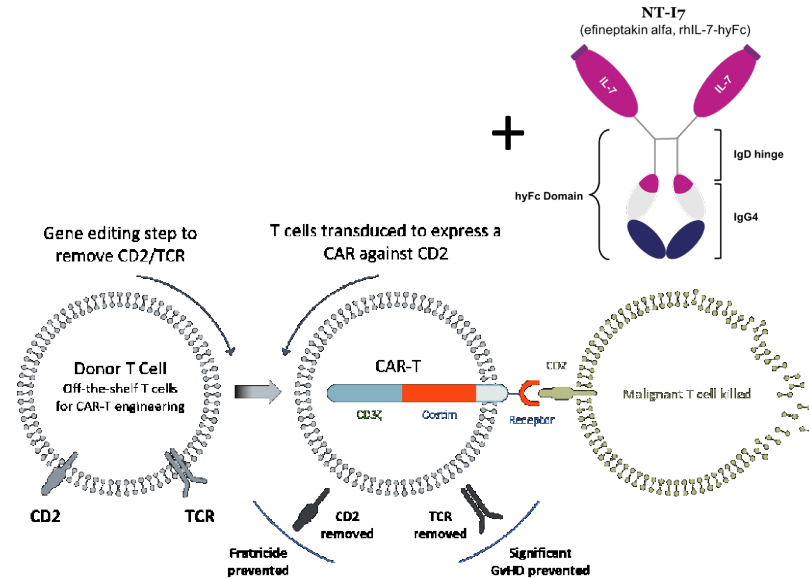 NT-I7
(efineptakin alfa, rhIL-7-hyFc)
IL-7
IL-7
+
IgD hinge
hyFc Domain
IgG4
Gene editing step to
remove CD2/TCR
T cells transduced to express a
CAR against CD2
Donor T Cell
Off-the-shelf T cells
for CAR-T engineering
CAR-T
CD3ζ
Costim
Receptor
CD2
Malignant T cell killed
CD2
TCR
CD2
removed
TCR
removed
Fratricide
prevented
Significant
GvHD prevented